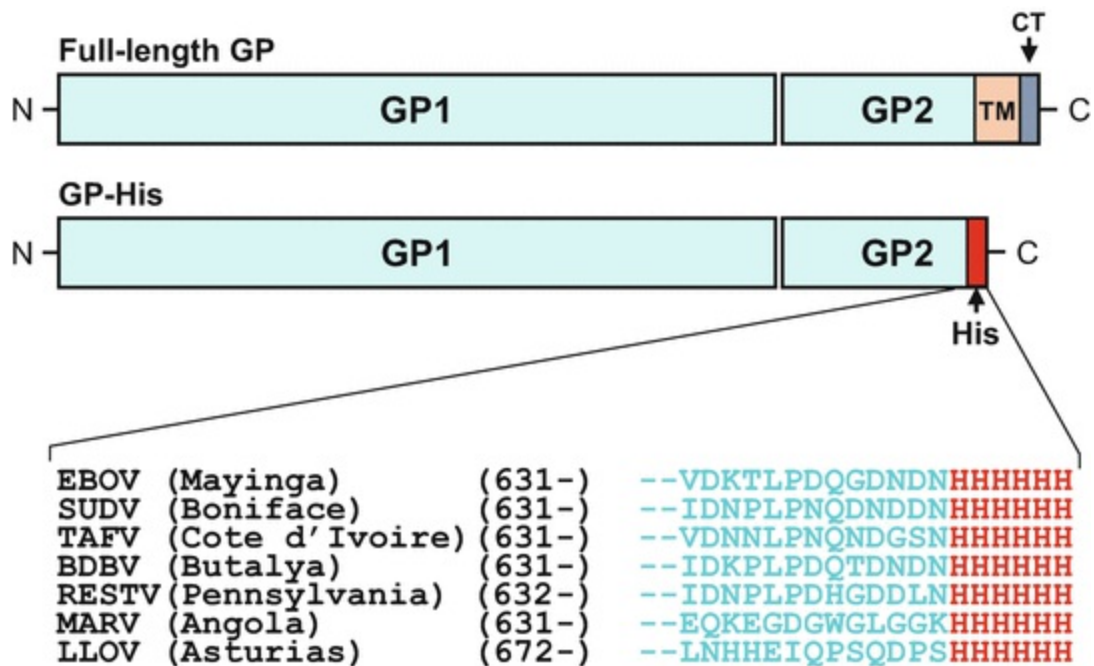 CT
Full-length GP
N GP1 GP2 TM C
GP-His
N GP1 GP2 C
His
EBOV (Mayinga) (631-) --VDKTLPDQGDNDNHHHHHH
SUDV (Boniface) (631-) --IDNPLPNQDNDDNHHHHHH
TAFV (Cote d'Ivoire) (631-) --VDNNLPNQNDGSNHHHHHH
BDBV (Butalya) (631-) --IDKPLPDQTDNDNHHHHHH
RESTV (Pennsylvania) (632-) --IDNPLPDHGDDLNHHHHHH
MARV (Angola) (631-) --EQKEGDGWGLGGKHHHHHH
LLOV (Asturias) (672-) --LNHHEIQPSQDPSHHHHHH